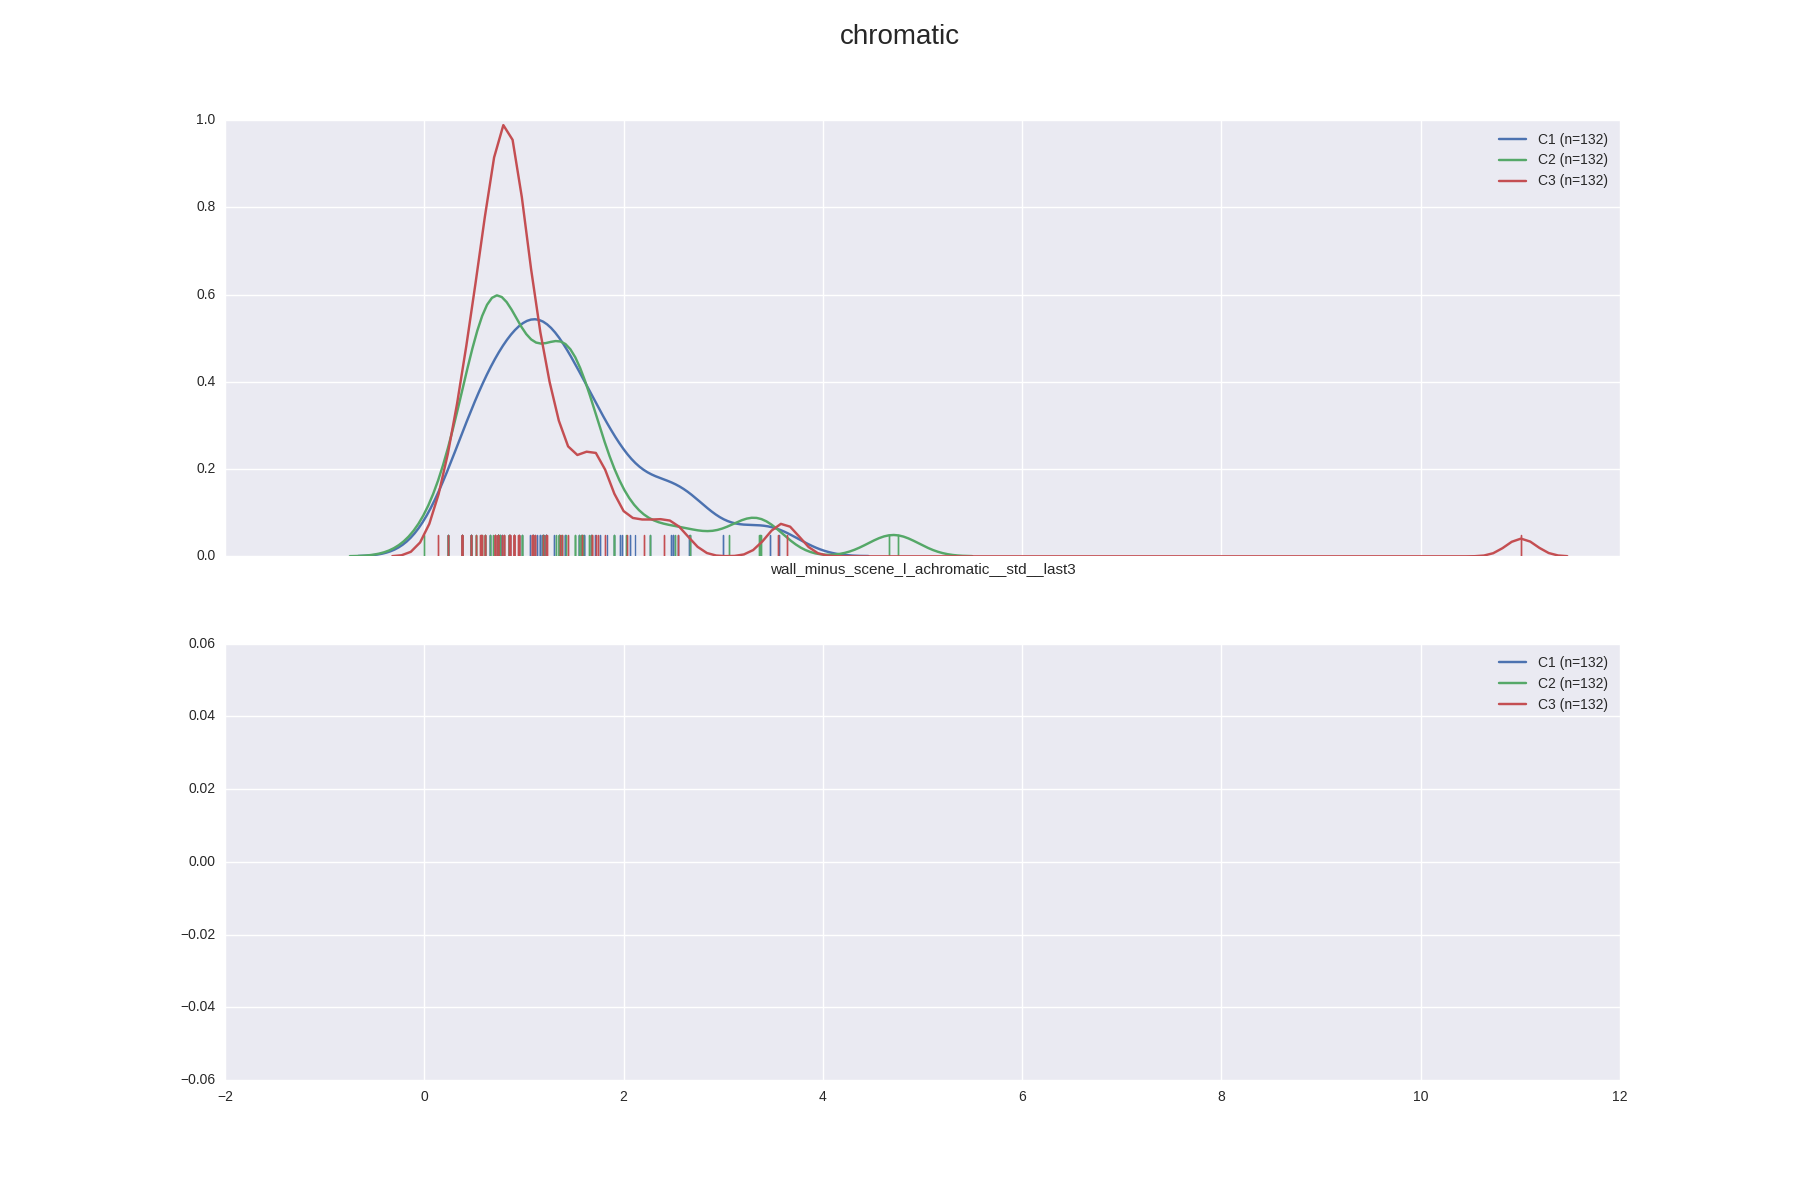 chromatic
1.0
0.8
0.6
0.4
0.2
0.0
C1 (n=132)
C2 (n=132)
C3 (n=132)
wall_minus_scene_l_achromatic__std__last3
0.06
0.04
0.02
0.00
−0.02
−0.04
−0.06
C1 (n=132)
C2 (n=132)
C3 (n=132)
−2 0 2 4 6 8 10 12